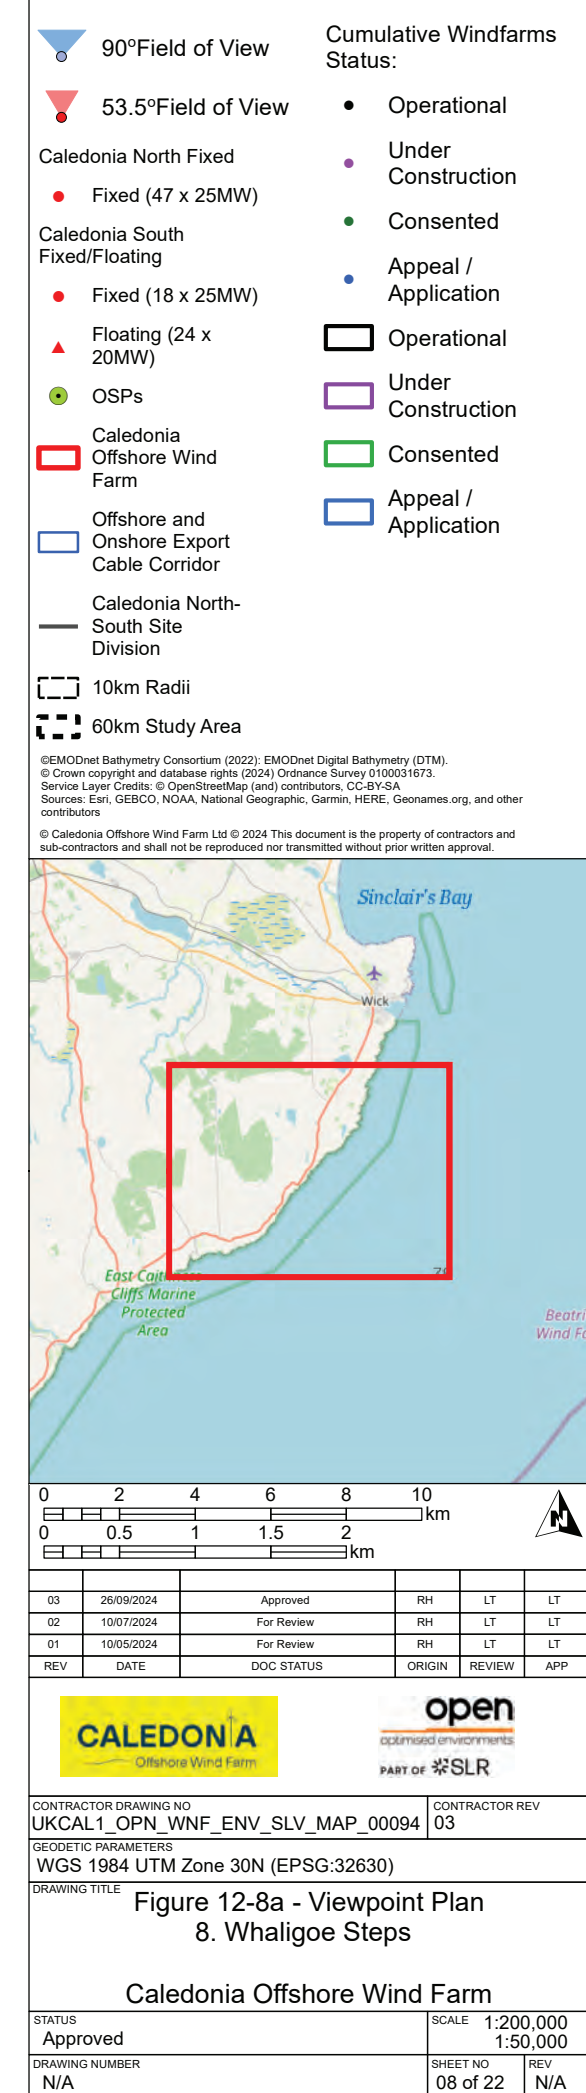 90°Field of View
53.5°Field of View
Caledonia North Fixed
Fixed (47 x 25MW)
Caledonia South
Fixed/Floating
Fixed (18 x 25MW)
Floating (24 x
20MW)
OSPs
Caledonia
Offshore Wind
Farm
Offshore and
Onshore Export
Cable Corridor
Caledonia North-
South Site
Division
10km Radii
60km Study Area
Cumulative Windfarms
Status:
Operational
Under
Construction
Consented
Appeal /
Application
Operational
Under
Construction
Consented
Appeal /
Application
©EMODnet Bathymetry Consortium (2022): EMODnet Digital Bathymetry (DTM).
© Crown copyright and database rights (2024) Ordnance Survey 0100031673.
Service Layer Credits: © OpenStreetMap (and) contributors, CC-BY-SA
Sources: Esri, GEBCO, NOAA, National Geographic, Garmin, HERE, Geonames.org, and other
contributors
© Caledonia Offshore Wind Farm Ltd © 2024 This document is the property of contractors and
sub-contractors and shall not be reproduced nor transmitted without prior written approval.
Sinclair's Bay
Wick
East Caithness
Cliffs Marine
Protected
Area
Beatri
Wind Fa
0 2 4 6 8 10
km
0 0.5 1 1.5 2
km
N
03 26/09/2024 Approved RH LT LT
02 10/07/2024 For Review RH LT LT
01 10/05/2024 For Review RH LT LT
REV DATE DOC STATUS ORIGIN REVIEW APP
CALEDONIA
Offshore Wind Farm
open
optimised environments
PART OF SLR
CONTRACTOR DRAWING NO
UKCAL1_OPN_WNF_ENV_SLV_MAP_00094
CONTRACTOR REV
03
GEODETIC PARAMETERS
WGS 1984 UTM Zone 30N (EPSG:32630)
DRAWING TITLE
Figure 12-8a - Viewpoint Plan
8. Whaligoe Steps
Caledonia Offshore Wind Farm
STATUS
Approved
SCALE 1:200,000
1:50,000
DRAWING NUMBER
N/A
SHEET NO
08 of 22
REV
N/A